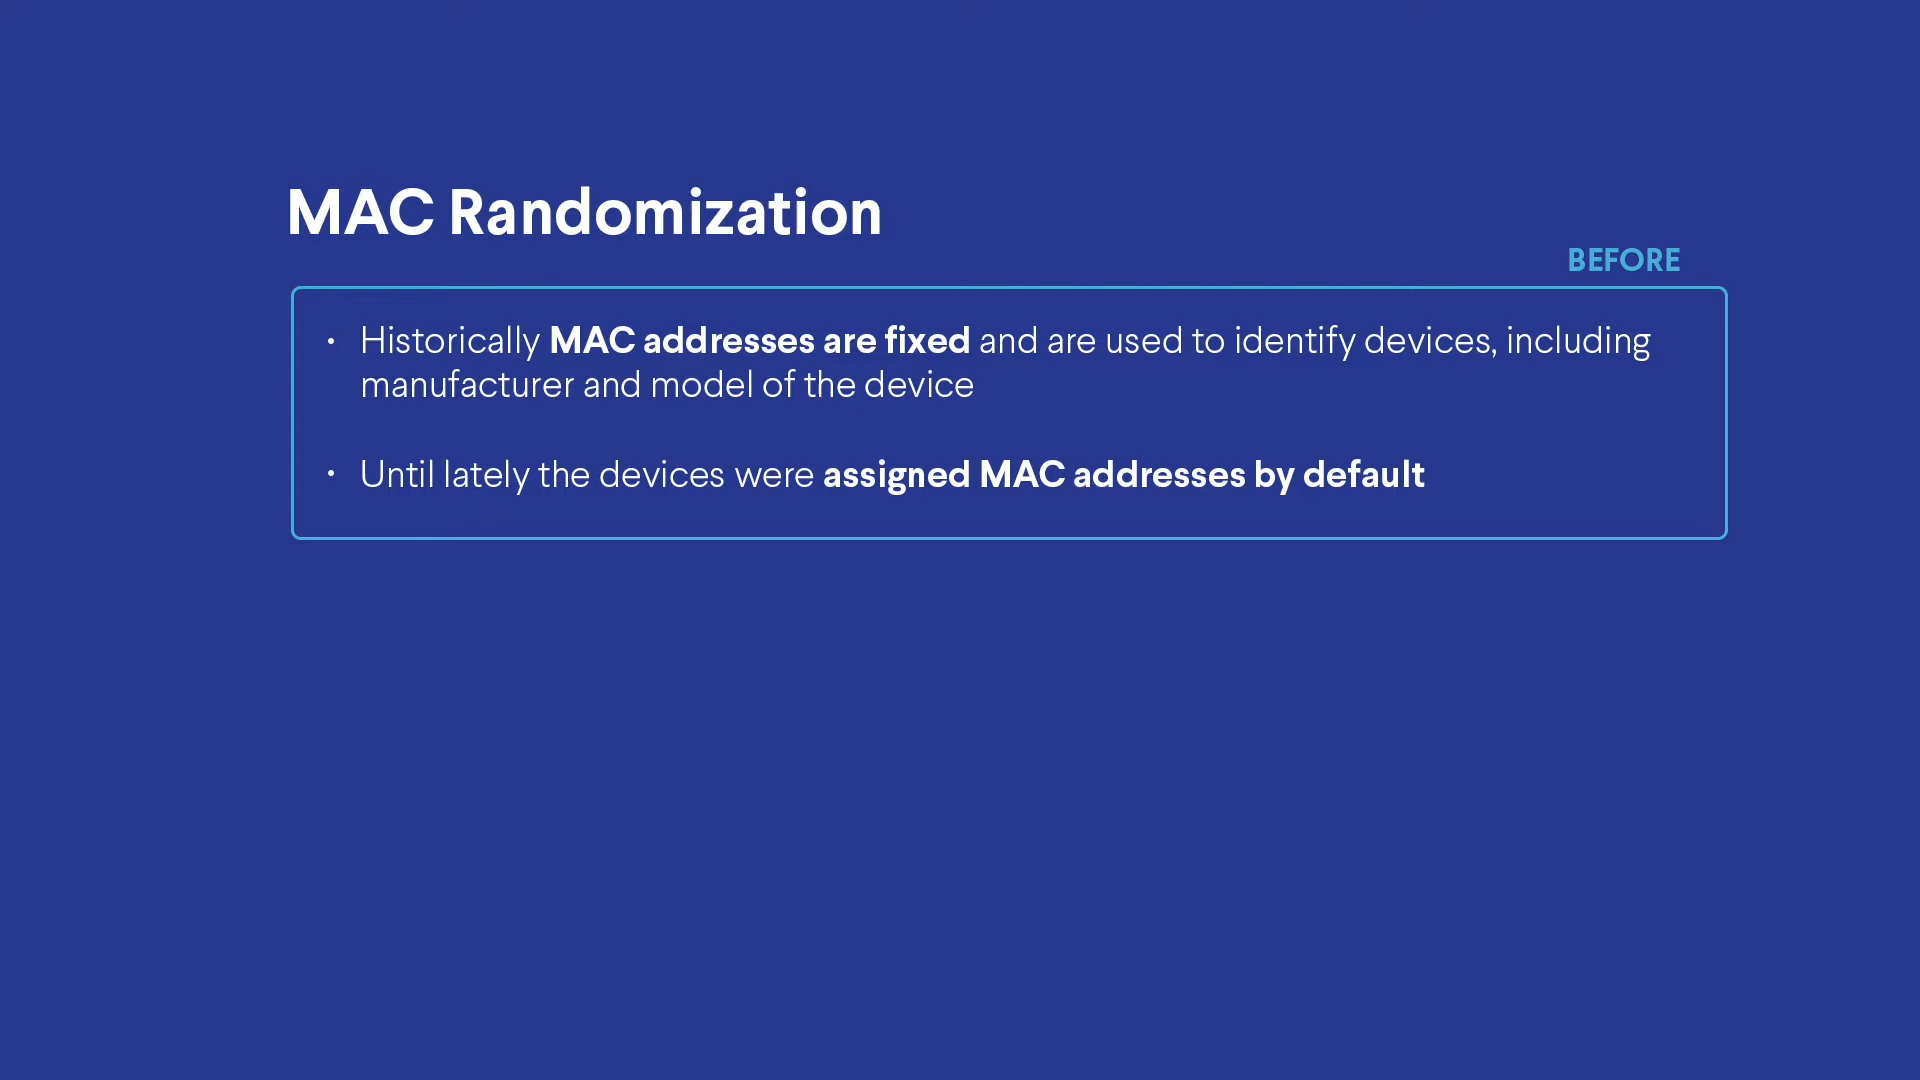 MAC Randomization
BEFORE
• Historically MAC addresses are fixed and are used to identify devices, including
manufacturer and model of the device
• Until lately the devices were assigned MAC addresses by default